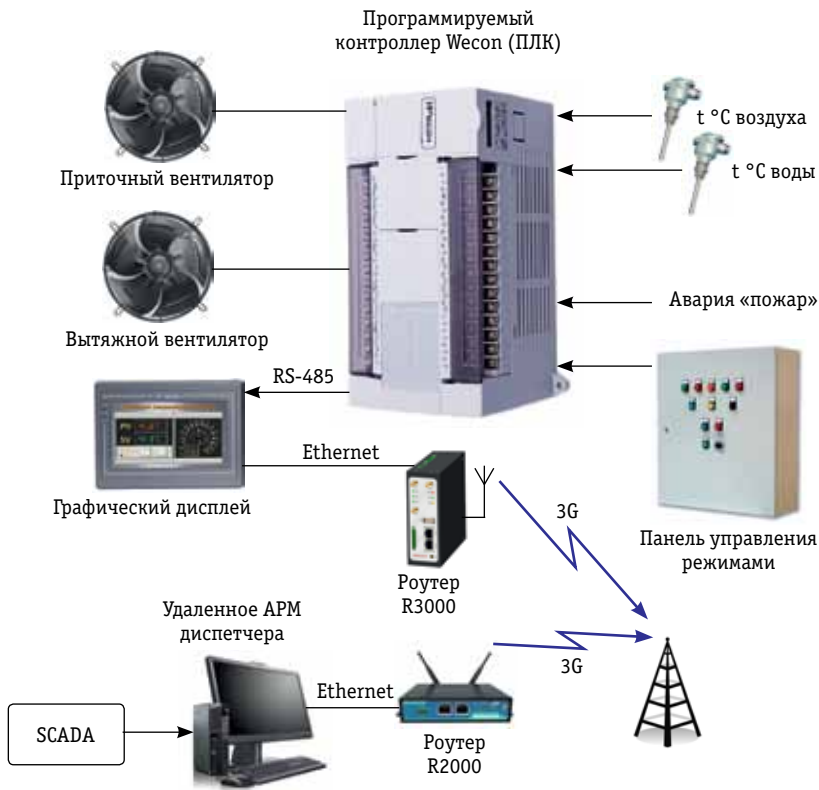 Программируемый
контроллер Wecon (ПЛК)
t °C воздуха
Приточный вентилятор
t °C воды
Авария «пожар»
Вытяжной вентилятор
RS-485
Ethernet
Графический дисплей
3G
Панель управления
режимами
Роутер
R3000
Удаленное АРМ
диспетчера
3G
Ethernet
SCADA
Роутер
R2000